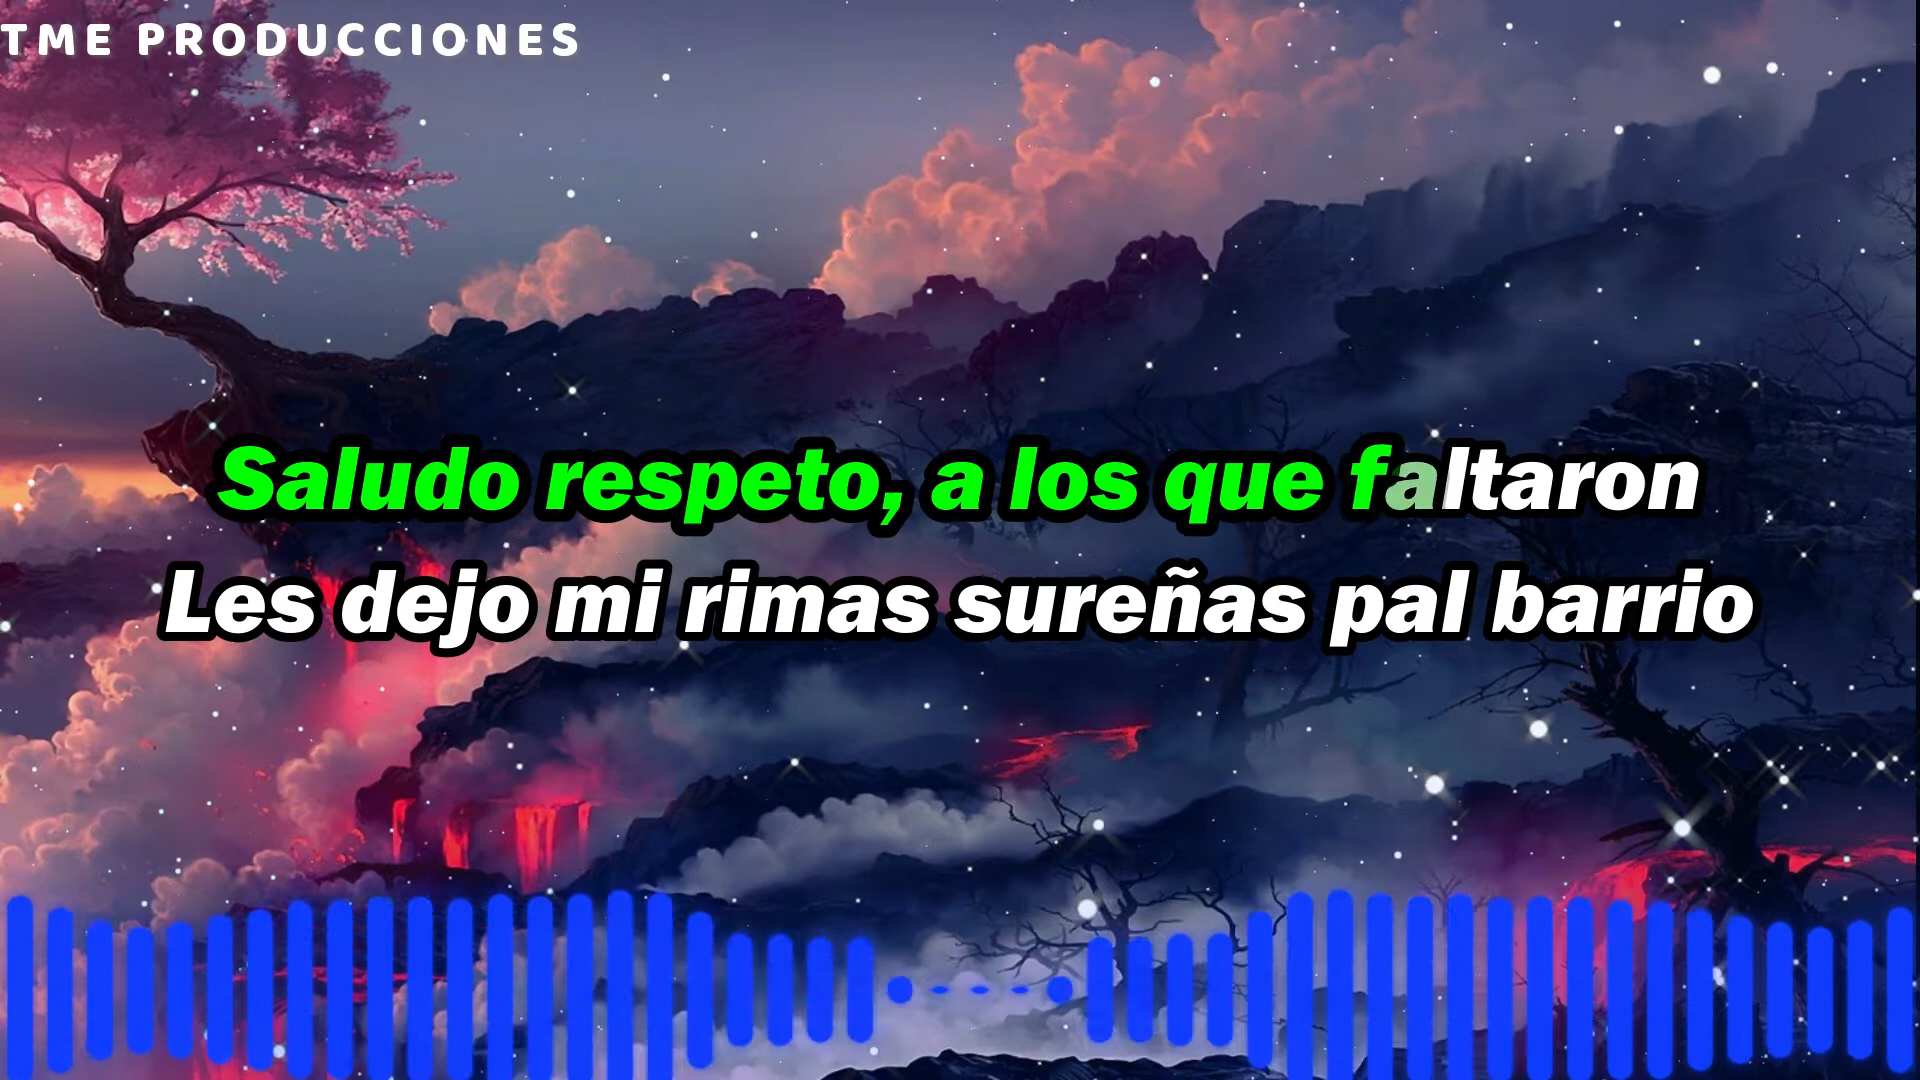 TME PRODUCCIONES
Saludo respeto, a los que faltaron
Les dejo mi rimas sureñas pal barrio